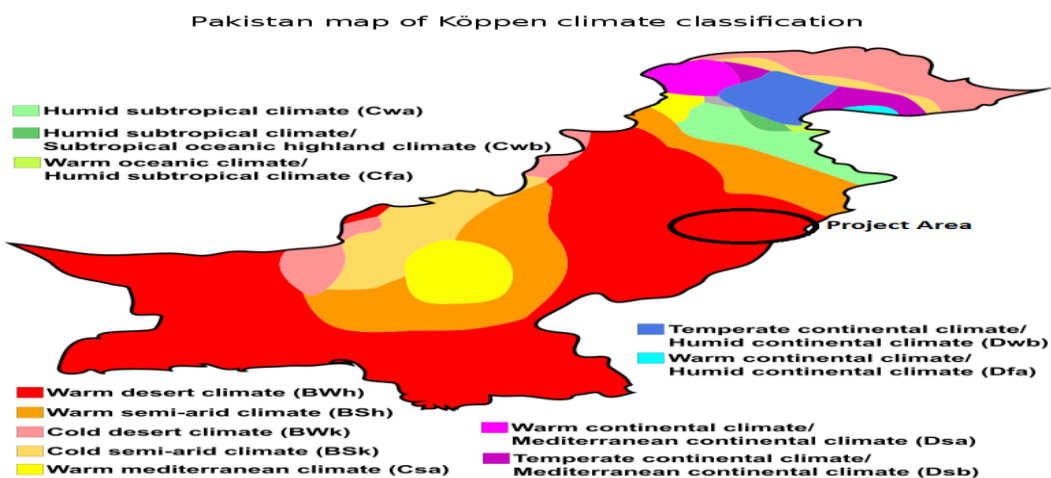 Pakistan map of Köppen climate classification
Humid subtropical climate (Cwa)
Humid subtropical climate/
Subtropical oceanic highland climate (Cwb)
Warm oceanic climate/
Humid subtropical climate (Cfa)
Project Area
Temperate continental climate/
Humid continental climate (Dwb)
Warm continental climate/
Humid continental climate (Dfa)
Warm desert climate (BWh)
Warm semi-arid climate (BSh)
Cold desert climate (BWk)
Cold semi-arid climate (BSk)
Warm mediterranean climate (Csa)
Warm continental climate/
Mediterranean continental climate (Dsa)
Temperate continental climate/
Mediterranean continental climate (Dsb)